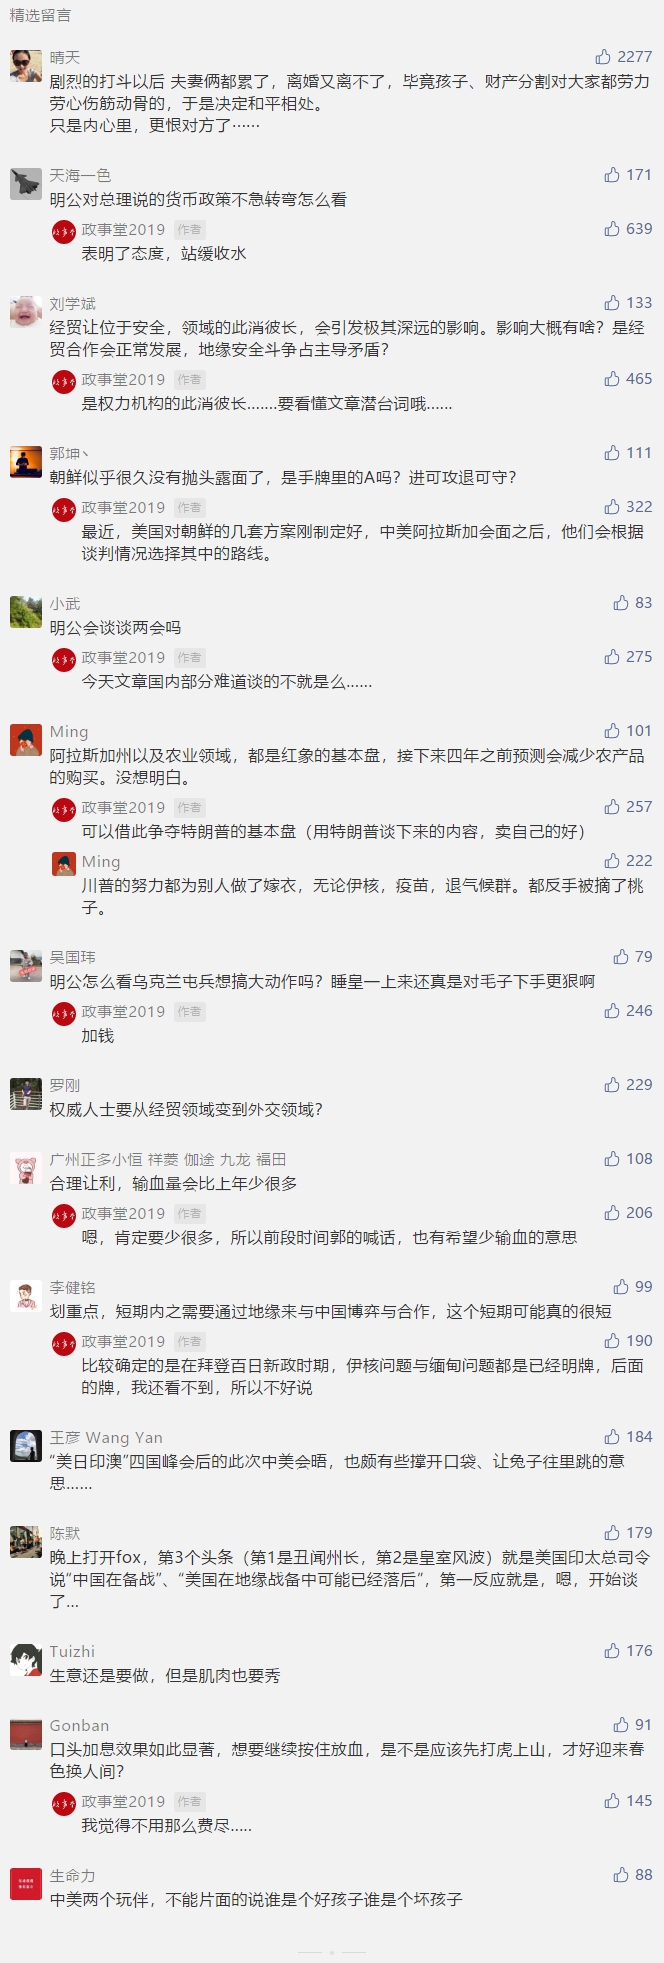 精选留言
晴天
2277
剧烈的打斗以后 夫妻俩都累了，离婚又离不了，毕竟孩子、财产分割对大家都劳力
劳心伤筋动骨的，于是决定和平相处。
只是内心里，更恨对方了……
天海一色
171
明公对总理说的货币政策不急转弯怎么看
政事堂2019 作者
639
表明了态度，站缓收水
刘学斌
133
经贸让位于安全，领域的此消彼长，会引发极其深远的影响。影响大概有啥？是经
贸合作会正常发展，地缘安全斗争占主导矛盾？
政事堂2019 作者
465
是权力机构的此消彼长.......要看懂文章潜台词哦......
郭坤丶
111
朝鲜似乎很久没有抛头露面了，是手牌里的A吗？进可攻退可守？
政事堂2019 作者
322
最近，美国对朝鲜的几套方案刚制定好，中美阿拉斯加会面之后，他们会根据
谈判情况选择其中的路线。
小武
83
明公会谈谈两会吗
政事堂2019 作者
275
今天文章国内部分难道谈的不就是么......
Ming
101
阿拉斯加州以及农业领域，都是红象的基本盘，接下来四年之前预测会减少农产品
的购买。没想明白。
政事堂2019 作者
257
可以借此争夺特朗普的基本盘（用特朗普谈下来的内容，卖自己的好）
Ming
222
川普的努力都为别人做了嫁衣，无论伊核，疫苗，退气候群。都反手被摘了桃
子。
吴国玮
79
明公怎么看乌克兰屯兵想搞大动作吗？睡皇一上来还真是对毛子下手更狠啊
政事堂2019 作者
246
加钱
罗刚
229
权威人士要从经贸领域变到外交领域？
广州正多小恒 祥菱 伽途 九龙 福田
108
合理让利，输血量会比上年少很多
政事堂2019 作者
206
嗯，肯定要少很多，所以前段时间郭的喊话，也有希望少输血的意思
李健铭
99
划重点，短期内之需要通过地缘来与中国博弈与合作，这个短期可能真的很短
政事堂2019 作者
190
比较确定的是在拜登百日新政时期，伊核问题与缅甸问题都是已经明牌，后面
的牌，我还看不到，所以不好说
王彦 Wang Yan
184
“美日印澳”四国峰会后的此次中美会晤，也颇有些撑开口袋、让兔子往里跳的意
思......
陈默
179
晚上打开fox，第3个头条（第1是丑闻州长，第2是皇室风波）就是美国印太总司令
说“中国在备战”、“美国在地缘战备中可能已经落后”，第一反应就是，嗯，开始谈
了...
Tuizhi
176
生意还是要做，但是肌肉也要秀
Gonban
91
口头加息效果如此显著，想要继续按住放血，是不是应该先打虎上山，才好迎来春
色换人间？
政事堂2019 作者
145
我觉得不用那么费尽.....
生命力
88
中美两个玩伴，不能片面的说谁是个好孩子谁是个坏孩子